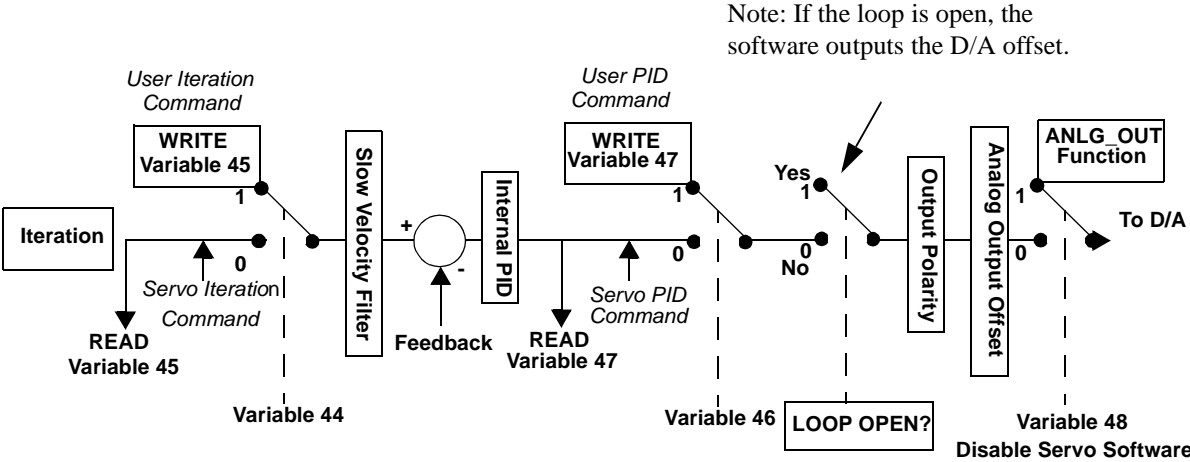 Note: If the loop is open, the
software outputs the D/A offset.
User Iteration
Command
WRITE
Variable 45
1
0
Iteration
Servo Iteration
Command
READ
Variable 45
Variable 44
Slow Velocity Filter
+
-
Feedback
Internal PID
User PID
Command
WRITE
Variable 47
1
0
Servo PID
Command
READ
Variable 47
Variable 46
Yes
1
0
No
LOOP OPEN?
Output Polarity
Analog Output Offset
ANLG_OUT
Function
1
0
To D/A
Variable 48
Disable Servo Software